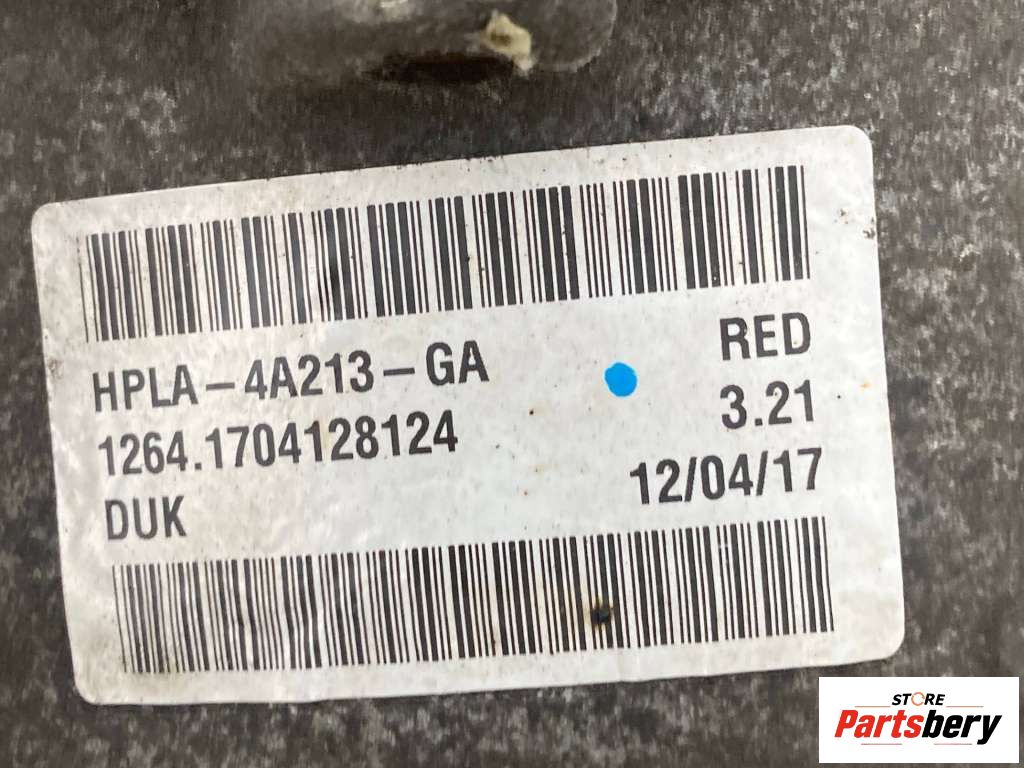 HPLA-4A213-GA
RED
1264.1704128124
3.21
DUK
12/04/17
STORE
Partsbery